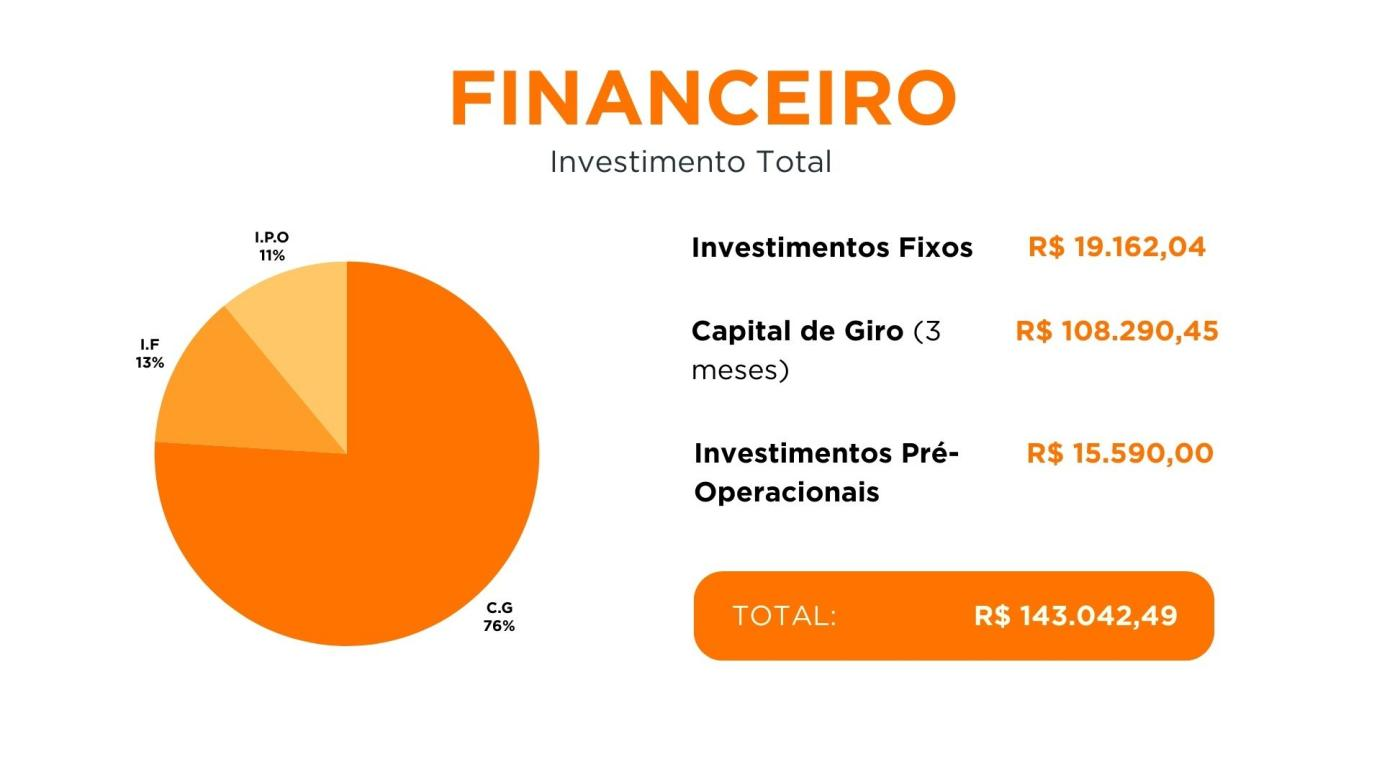 FINANCEIRO
Investimento Total
I.P.O
11%
I.F
13%
C.G
76%
Investimentos Fixos R$ 19.162,04
Capital de Giro (3 R$ 108.290,45
meses)
Investimentos Pré- R$ 15.590,00
Operacionais
TOTAL: R$ 143.042,49